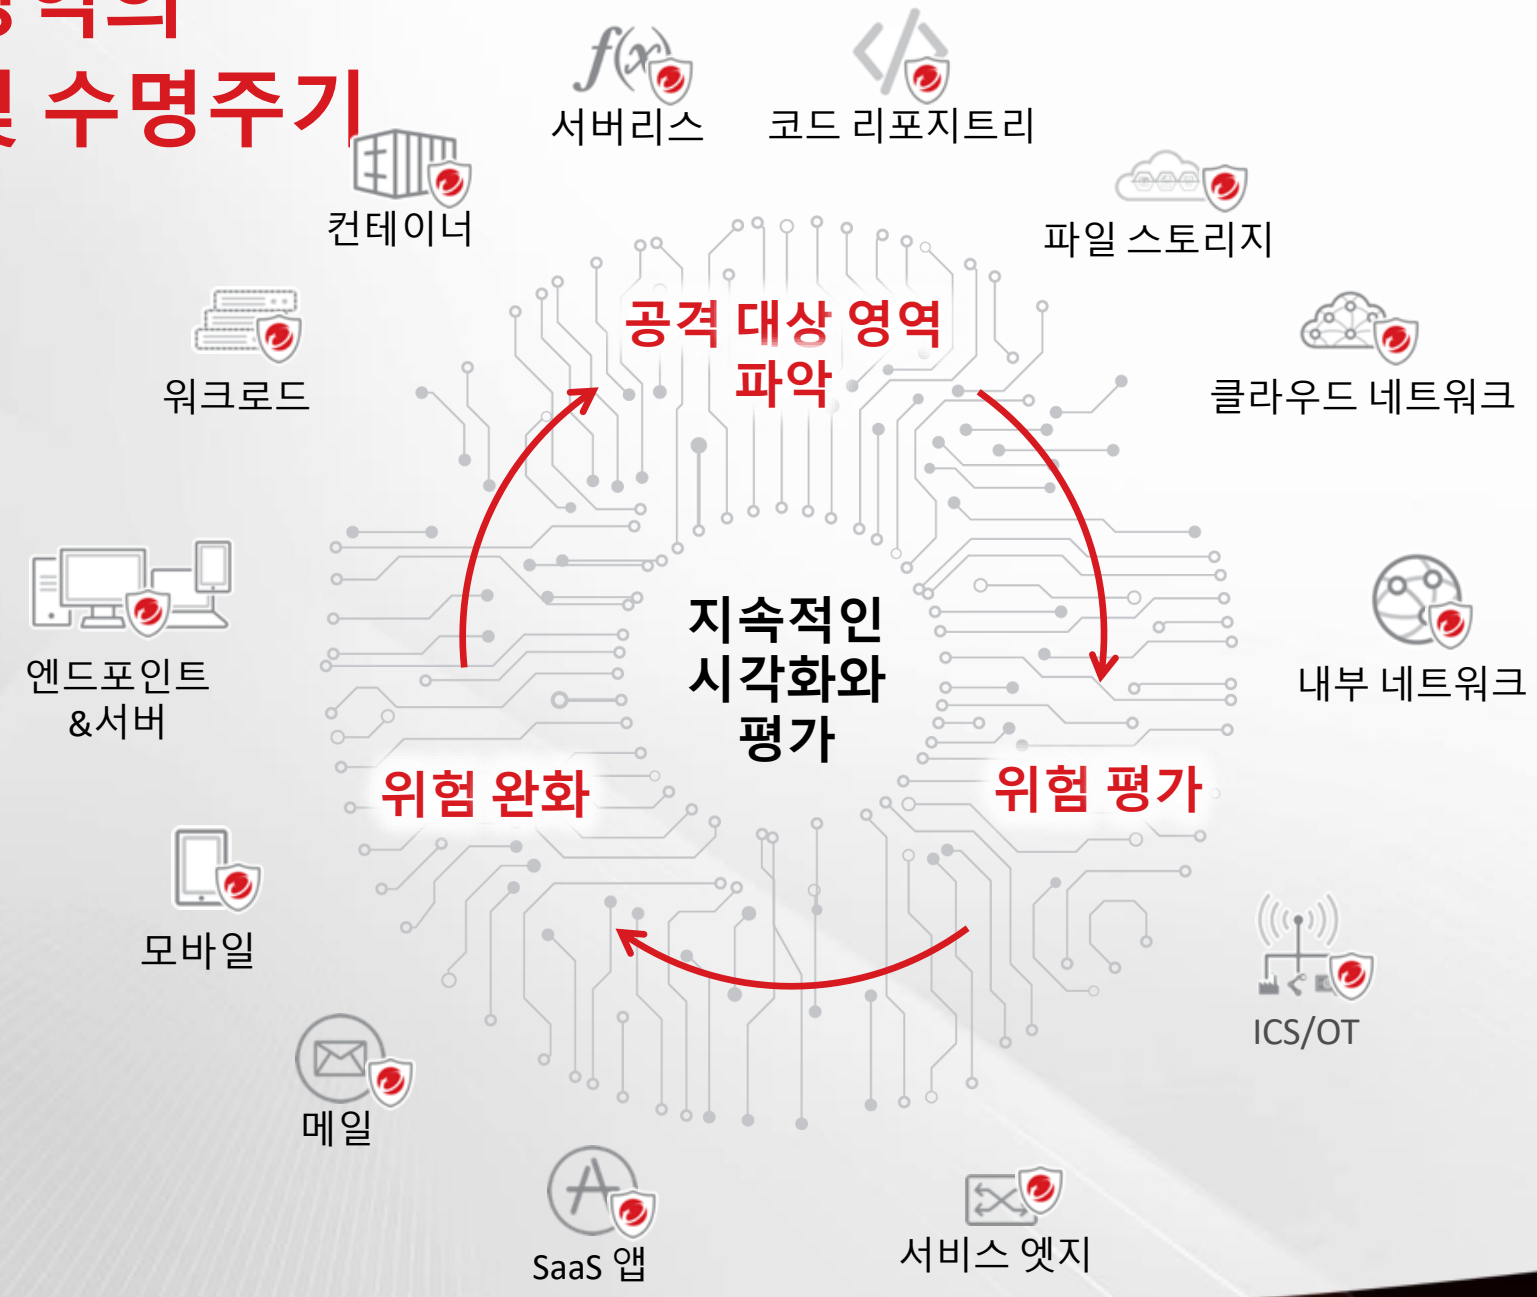 및 수명주기
f(x)
서버리스
</>
코드 리포지트리
컨테이너
파일 스토리지
워크로드
클라우드 네트워크
공격 대상 영역
파악
엔드포인트
&서버
내부 네트워크
지속적인
시각화와
평가
위험 완화
위험 평가
모바일
ICS/OT
메일
SaaS 앱
서비스 엣지